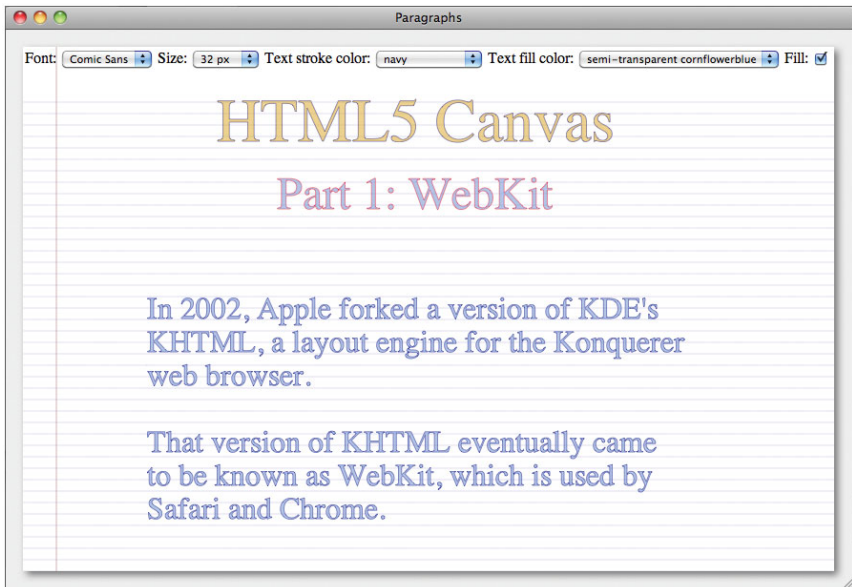 Paragraphs
Font: Comic Sans Size: 32 px Text stroke color: navy Text fill color: semi-transparent cornflowerblue Fill:
HTML5 Canvas
Part 1: WebKit
In 2002, Apple forked a version of KDE's
KHTML, a layout engine for the Konquerer
web browser.
That version of KHTML eventually came
to be known as WebKit, which is used by
Safari and Chrome.